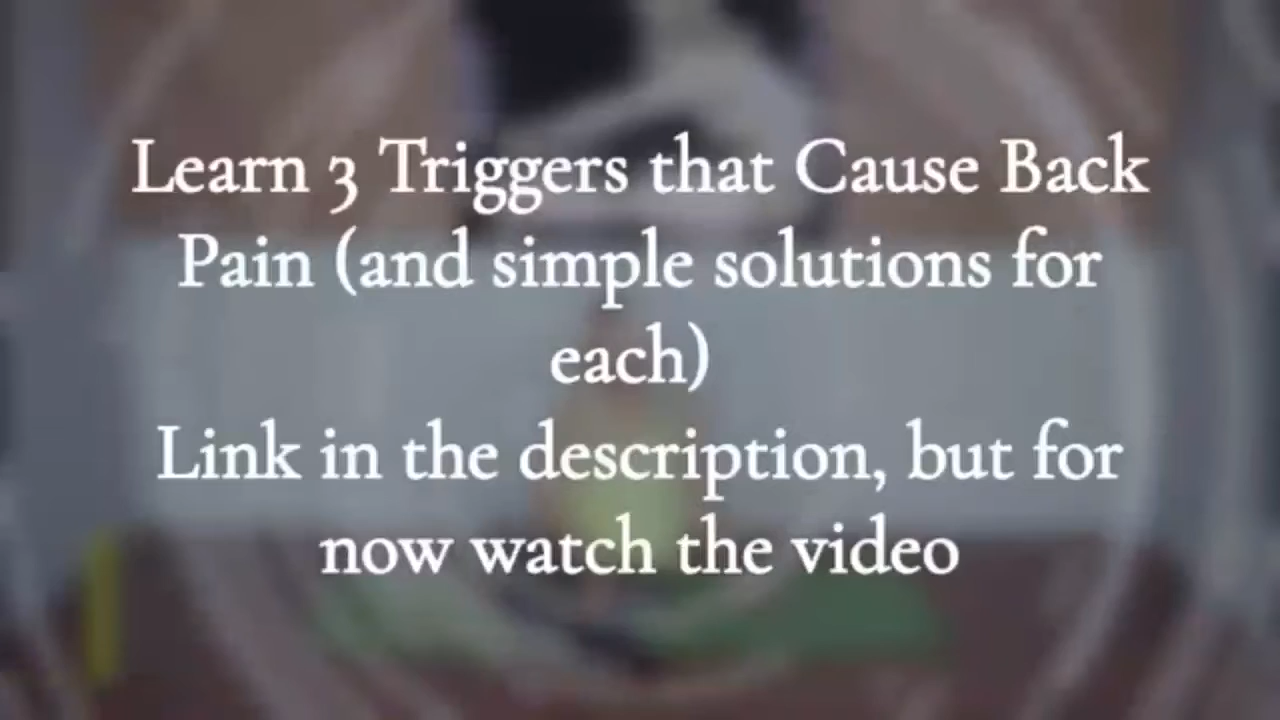 Learn 3 Triggers that Cause Back
Pain (and simple solutions for
each)
Link in the description, but for
now watch the video